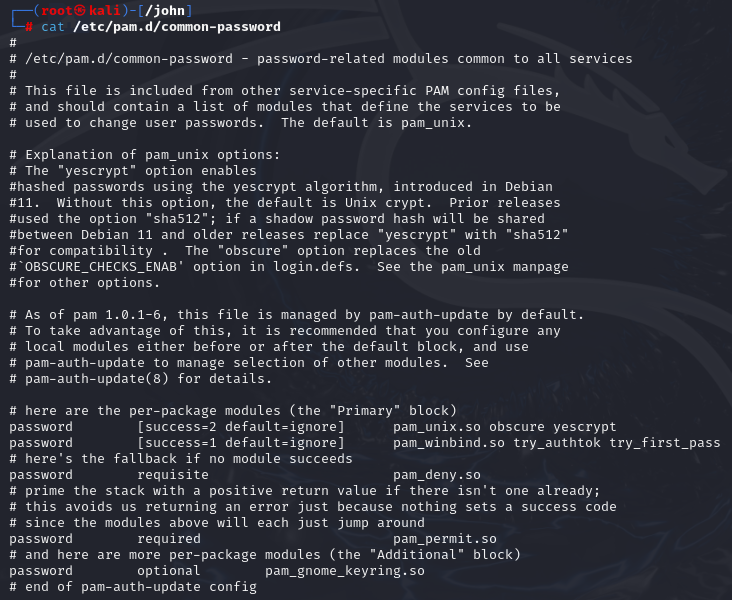 ┌──(root㉿kali)-[/john]
└─# cat /etc/pam.d/common-password
#
# /etc/pam.d/common-password - password-related modules common to all services
#
# This file is included from other service-specific PAM config files,
# and should contain a list of modules that define the services to be
# used to change user passwords.  The default is pam_unix.

# Explanation of pam_unix options:
# The "yescrypt" option enables
#hashed passwords using the yescrypt algorithm, introduced in Debian
#11.  Without this option, the default is Unix crypt.  Prior releases
#used the option "sha512"; if a shadow password hash will be shared
#between Debian 11 and older releases replace "yescrypt" with "sha512"
#for compatibility .  The "obscure" option replaces the old
#`OBSCURE_CHECKS_ENAB' option in login.defs.  See the pam_unix manpage
#for other options.

# As of pam 1.0.1-6, this file is managed by pam-auth-update by default.
# To take advantage of this, it is recommended that you configure any
# local modules either before or after the default block, and use
# pam-auth-update to manage selection of other modules.  See
# pam-auth-update(8) for details.

# here are the per-package modules (the "Primary" block)
password        [success=2 default=ignore]      pam_unix.so obscure yescrypt
password        [success=1 default=ignore]      pam_winbind.so try_authtok try_first_pass
# here's the fallback if no module succeeds
password        requisite                       pam_deny.so
# prime the stack with a positive return value if there isn't one already;
# this avoids us returning an error just because nothing sets a success code
# since the modules above will each just jump around
password        required                        pam_permit.so
# and here are more per-package modules (the "Additional" block)
password        optional        pam_gnome_keyring.so
# end of pam-auth-update config